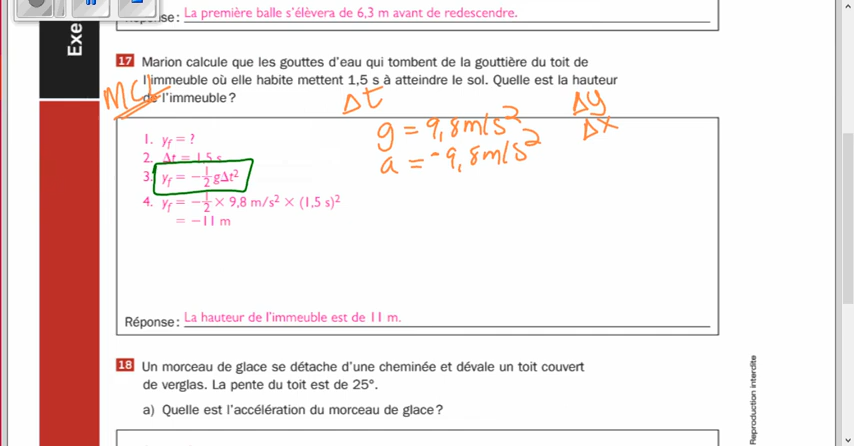 Réponse : La première balle s'élèvera de 6,3 m avant de redescendre.
Exe
17 Marion calcule que les gouttes d'eau qui tombent de la gouttière du toit de
l'immeuble où elle habite mettent 1,5 s à atteindre le sol. Quelle est la hauteur
de l'immeuble ?
Δt
Δy
Δx
g = 9,8 m/s²
a = -9,8 m/s²
1. yf = ?
2. Δt = 1,5 s
3. yf = -1/2 gΔt²
4. yf = -1/2 × 9,8 m/s² × (1,5 s)²
= -11 m
Réponse : La hauteur de l'immeuble est de 11 m.
18 Un morceau de glace se détache d'une cheminée et dévale un toit couvert
de verglas. La pente du toit est de 25°.
a) Quelle est l'accélération du morceau de glace ?
Reproduction interdite